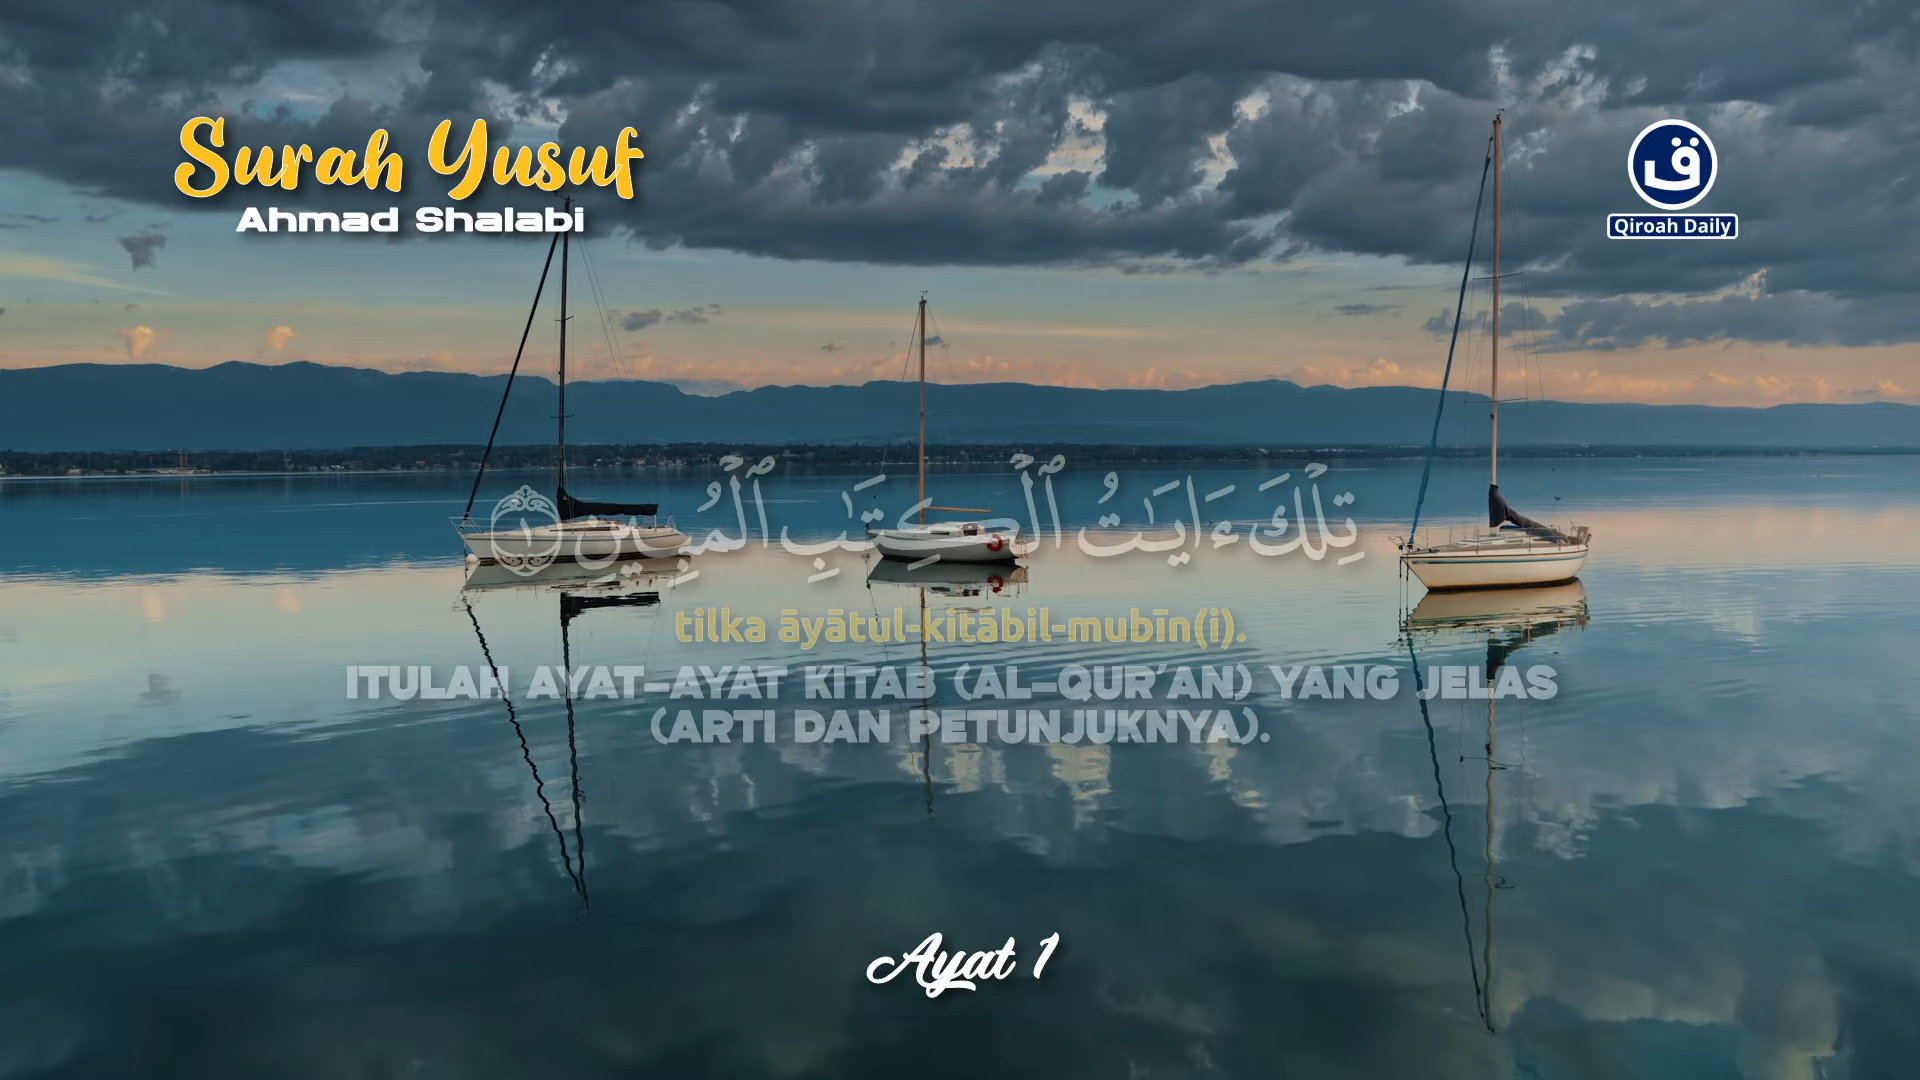 Surah Yusuf
Ahmad Shalabi
ق
Qiroah Daily
تِلْكَ ءَايَـٰتُ ٱلْكِتَـٰبِ ٱلْمُبِينِ ١
tilka āyātul-kitābil-mubīn(i).
ITULAH AYAT-AYAT KITAB (AL-QUR’AN) YANG JELAS
(ARTI DAN PETUNJUKNYA).
Ayat 1